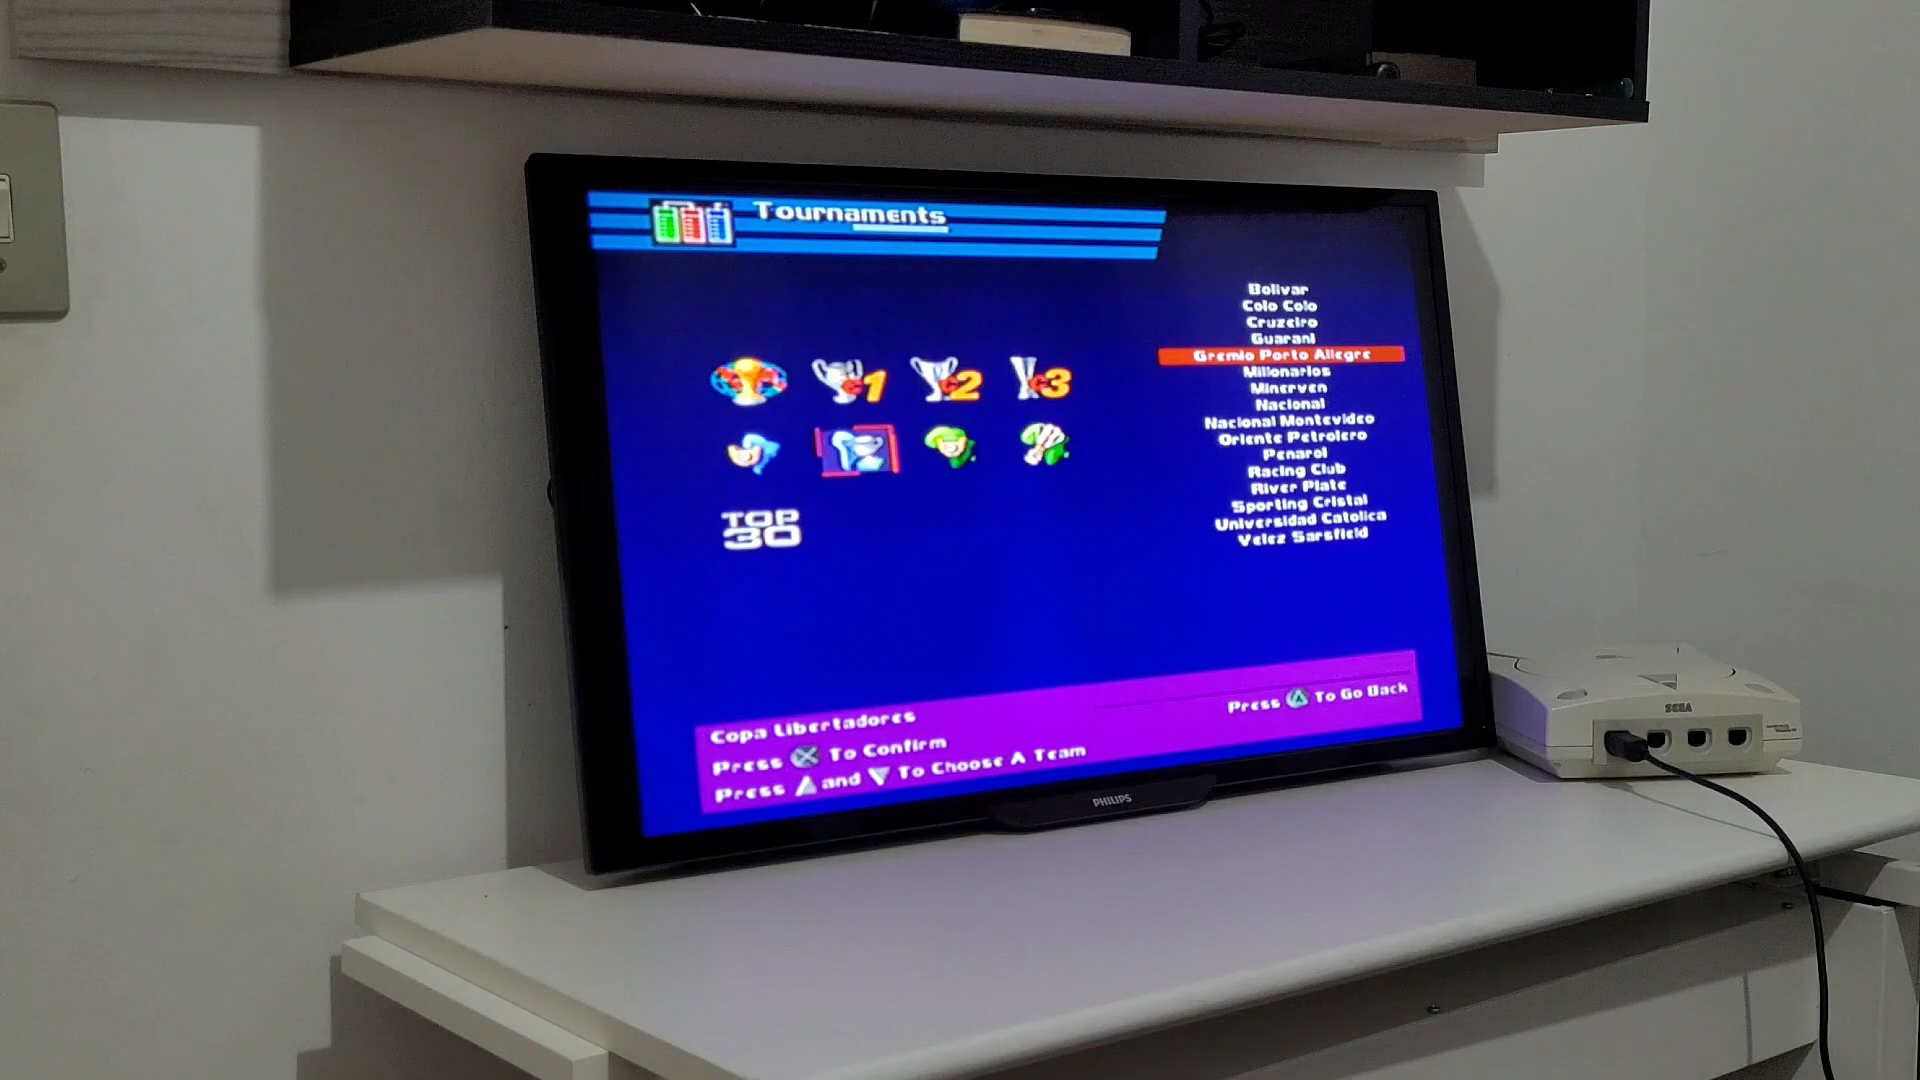 Tournaments
1
2
3
TOP
30
Bolivar
Colo Colo
Cruzeiro
Guarani
Gremio Porto Allegre
Millonarios
Minerven
Nacional
Nacional Montevideo
Oriente Petrolero
Penarol
Racing Club
River Plate
Sporting Cristal
Universidad Catolica
Velez Sarsfield
Copa Libertadores
Press To Confirm
Press and To Choose A Team
Press To Go Back
PHILIPS
SEGA